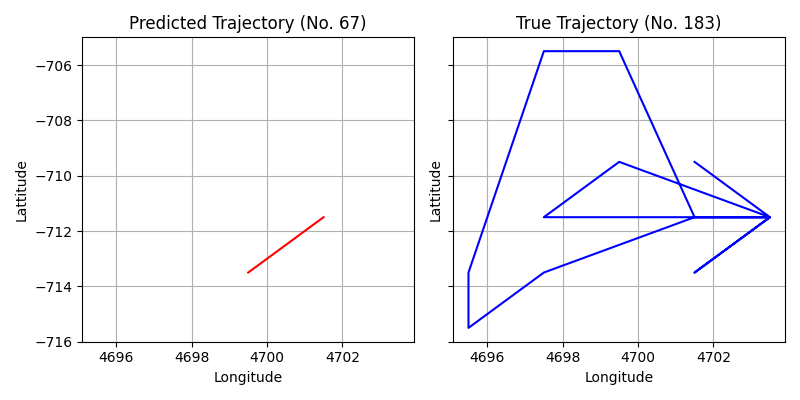 Predicted Trajectory (No. 67)
True Trajectory (No. 183)
−706
−708
−710
−712
−714
−716
Lattitude
Lattitude
4696
4698
4700
4702
4696
4698
4700
4702
Longitude
Longitude